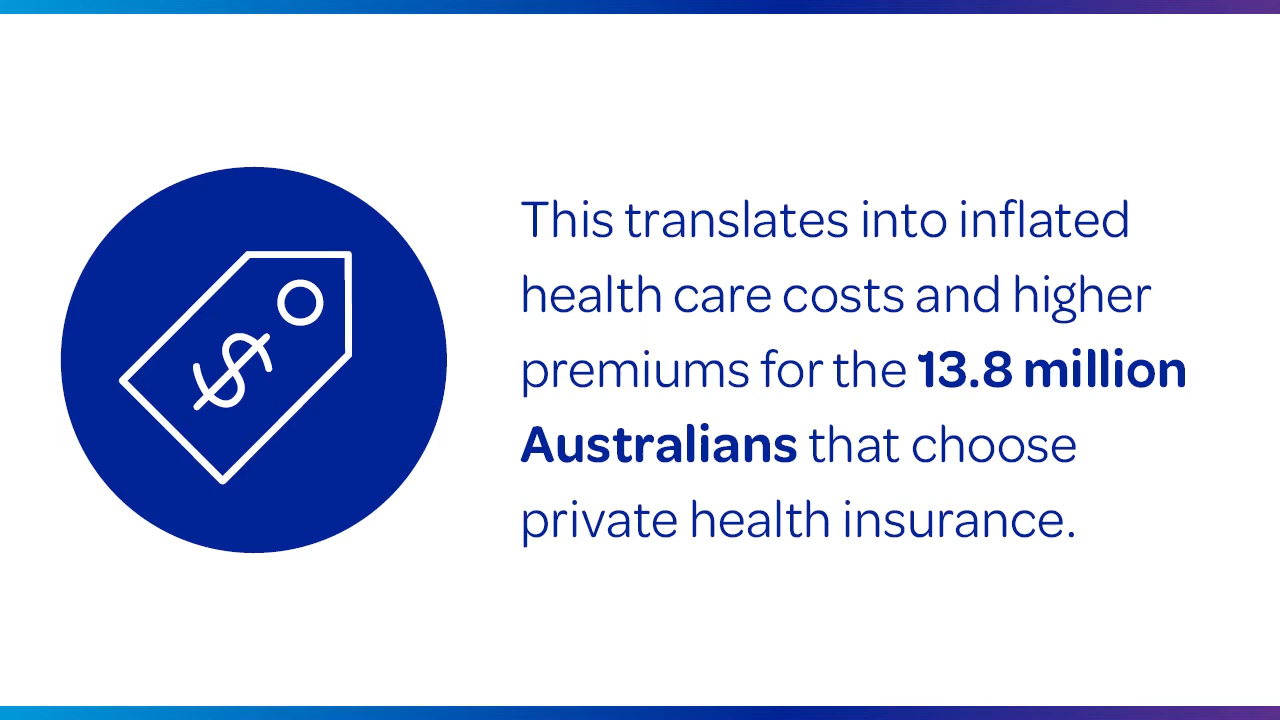 This translates into inflated
health care costs and higher
premiums for the 13.8 million
Australians that choose
private health insurance.